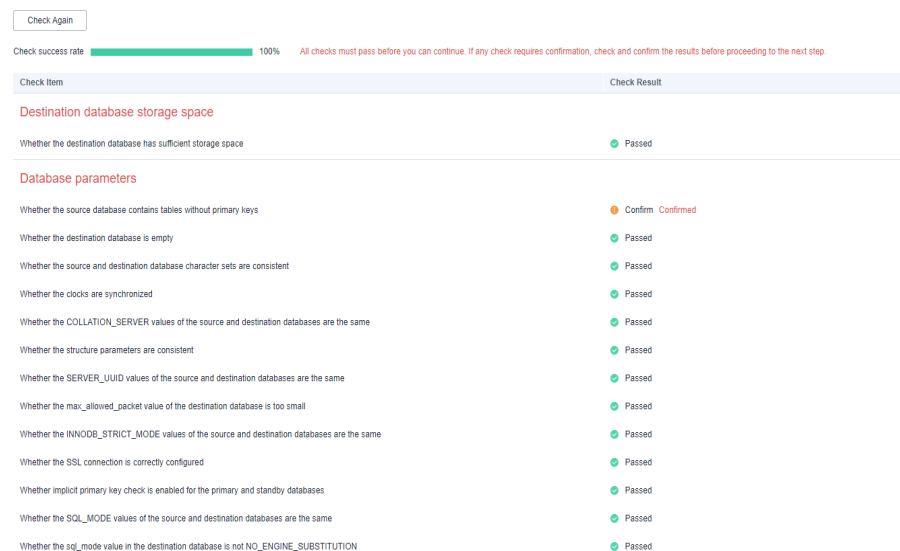 Check Again
Check success rate 100% All checks must pass before you can continue. If any check requires confirmation, check and confirm the results before proceeding to the next step.
Check Item Check Result
Destination database storage space
Whether the destination database has sufficient storage space Passed
Database parameters
Whether the source database contains tables without primary keys Confirm Confirmed
Whether the destination database is empty Passed
Whether the source and destination database character sets are consistent Passed
Whether the clocks are synchronized Passed
Whether the COLLATION_SERVER values of the source and destination databases are the same Passed
Whether the structure parameters are consistent Passed
Whether the SERVER_UUID values of the source and destination databases are the same Passed
Whether the max_allowed_packet value of the destination database is too small Passed
Whether the INNODB_STRICT_MODE values of the source and destination databases are the same Passed
Whether the SSL connection is correctly configured Passed
Whether implicit primary key check is enabled for the primary and standby databases Passed
Whether the SQL_MODE values of the source and destination databases are the same Passed
Whether the sql_mode value in the destination database is not NO_ENGINE_SUBSTITUTION Passed